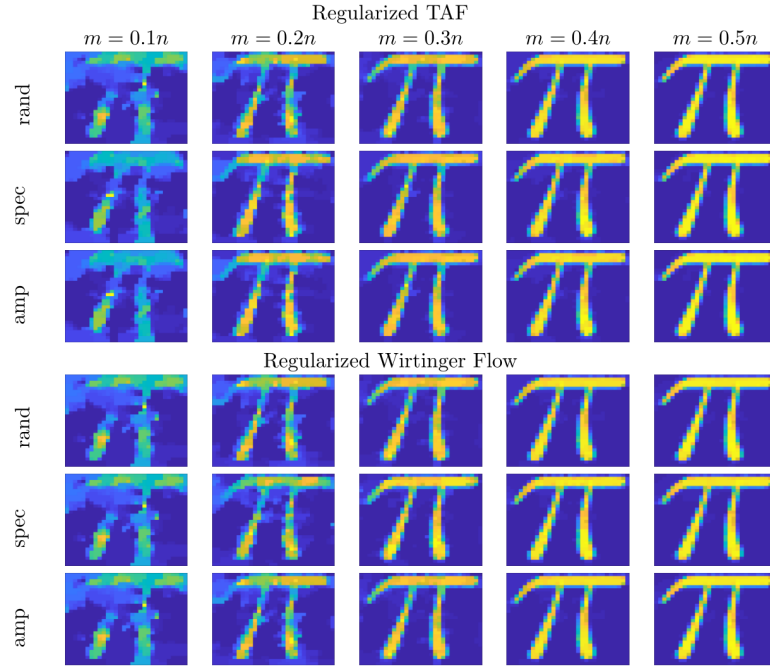 Regularized TAF
m = 0.1n m = 0.2n m = 0.3n m = 0.4n m = 0.5n
rand
spec
amp
Regularized Wirtinger Flow
rand
spec
amp